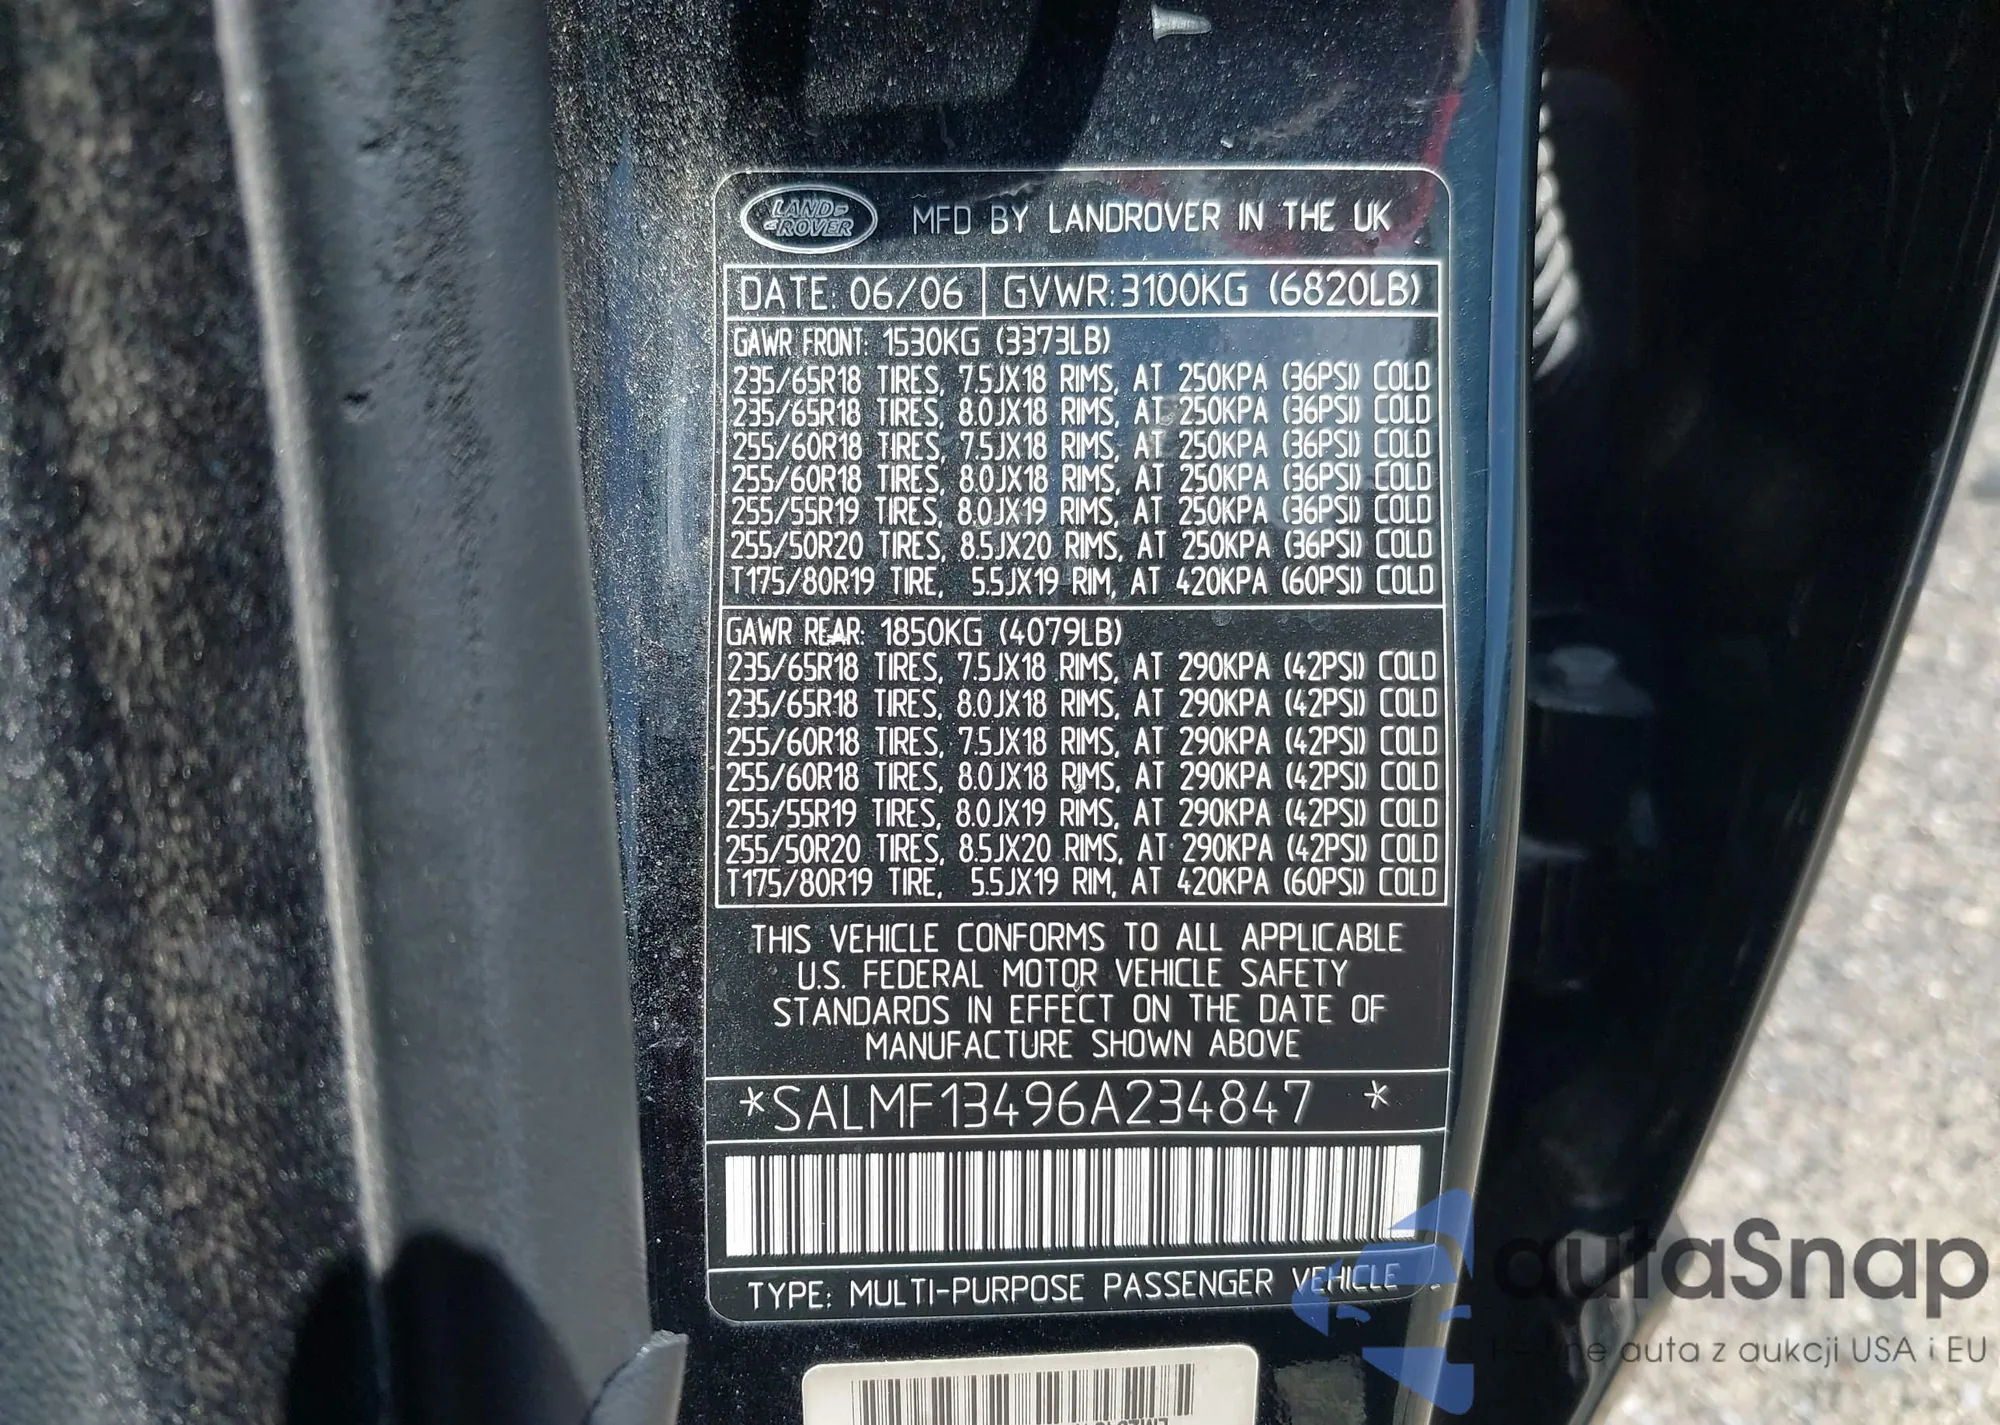 LAND ROVER MFD BY LANDROVER IN THE UK
DATE: 06/06 GVWR:3100KG (6820LB)
GAWR FRONT: 1530KG (3373LB)
235/65R18 TIRES, 7.5JX18 RIMS, AT 250KPA (36PSI) COLD
235/65R18 TIRES, 8.0JX18 RIMS, AT 250KPA (36PSI) COLD
255/60R18 TIRES, 7.5JX18 RIMS, AT 250KPA (36PSI) COLD
255/60R18 TIRES, 8.0JX18 RIMS, AT 250KPA (36PSI) COLD
255/55R19 TIRES, 8.0JX19 RIMS, AT 250KPA (36PSI) COLD
255/50R20 TIRES, 8.5JX20 RIMS, AT 250KPA (36PSI) COLD
T175/80R19 TIRE, 5.5JX19 RIM, AT 420KPA (60PSI) COLD
GAWR REAR: 1850KG (4079LB)
235/65R18 TIRES, 7.5JX18 RIMS, AT 290KPA (42PSI) COLD
235/65R18 TIRES, 8.0JX18 RIMS, AT 290KPA (42PSI) COLD
255/60R18 TIRES, 7.5JX18 RIMS, AT 290KPA (42PSI) COLD
255/60R18 TIRES, 8.0JX18 RIMS, AT 290KPA (42PSI) COLD
255/55R19 TIRES, 8.0JX19 RIMS, AT 290KPA (42PSI) COLD
255/50R20 TIRES, 8.5JX20 RIMS, AT 290KPA (42PSI) COLD
T175/80R19 TIRE, 5.5JX19 RIM, AT 420KPA (60PSI) COLD
THIS VEHICLE CONFORMS TO ALL APPLICABLE
U.S. FEDERAL MOTOR VEHICLE SAFETY
STANDARDS IN EFFECT ON THE DATE OF
MANUFACTURE SHOWN ABOVE
*SALMF13496A234847 *
TYPE: MULTI-PURPOSE PASSENGER VEHICLE
autaSnap
auta z aukcji USA i EU